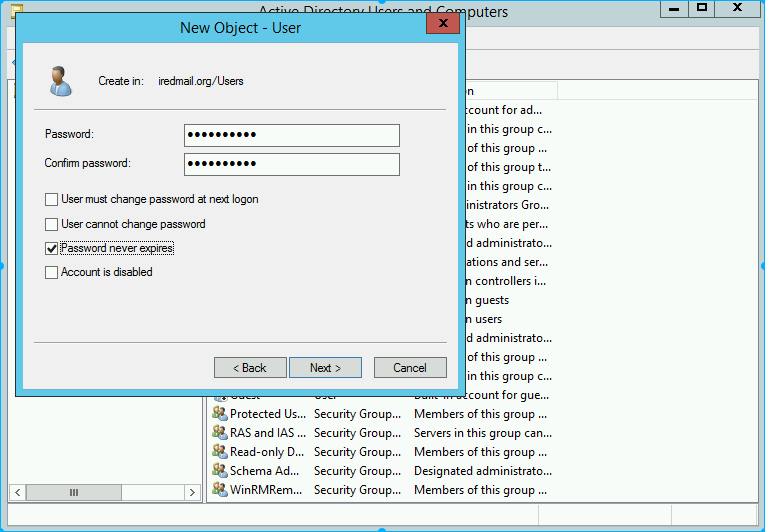 Active Directory Users and Computers
New Object - User
X
Create in: iredmail.org/Users
Password: ●●●●●●●●●●
Confirm password: ●●●●●●●●●●
User must change password at next logon
User cannot change password
Password never expires
Account is disabled
< Back Next > Cancel
on
ccount for ad...
in this group c...
of this group ...
of this group t...
in this group c...
ministrators Gro...
ts who are per...
d administrato...
ations and ser...
n controllers i...
n guests
n users
d administrato...
of this group ...
in this group c...
Guest User Built-in account for gue...
Protected Us... Security Group... Members of this group ...
RAS and IAS ... Security Group... Servers in this group can...
Read-only D... Security Group... Members of this group ...
Schema Ad... Security Group... Designated administrato...
WinRMRem... Security Group... Members of this group ...